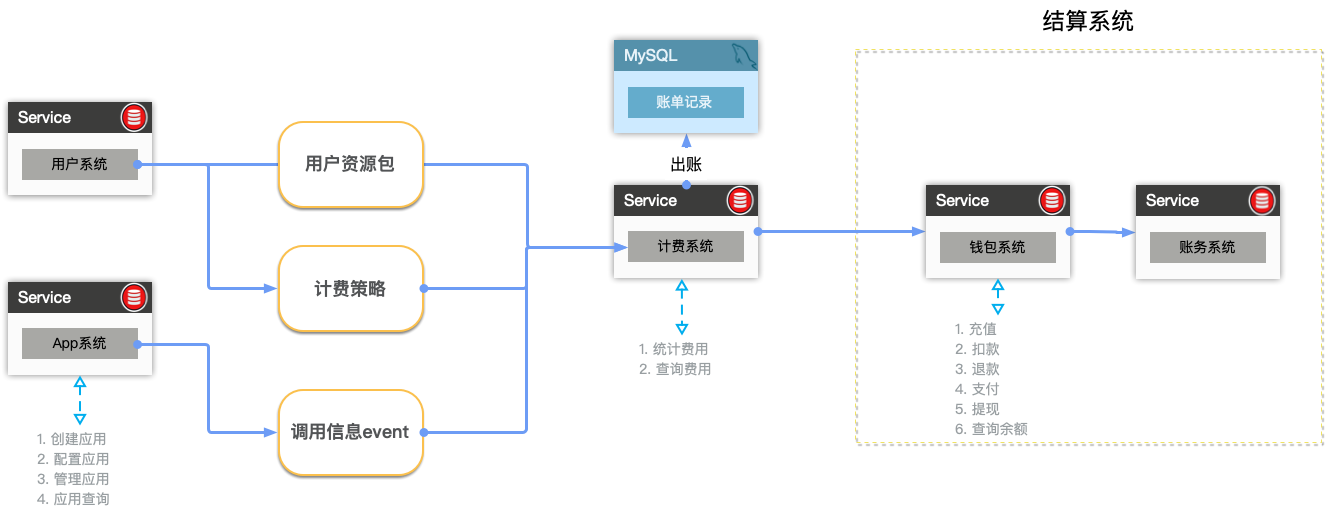 结算系统
MySQL
账单记录
出账
Service
用户系统
用户资源包
计费策略
Service
App系统
1. 创建应用
2. 配置应用
3. 管理应用
4. 应用查询
调用信息event
Service
计费系统
1. 统计费用
2. 查询费用
Service
钱包系统
1. 充值
2. 扣款
3. 退款
4. 支付
5. 提现
6. 查询余额
Service
账务系统